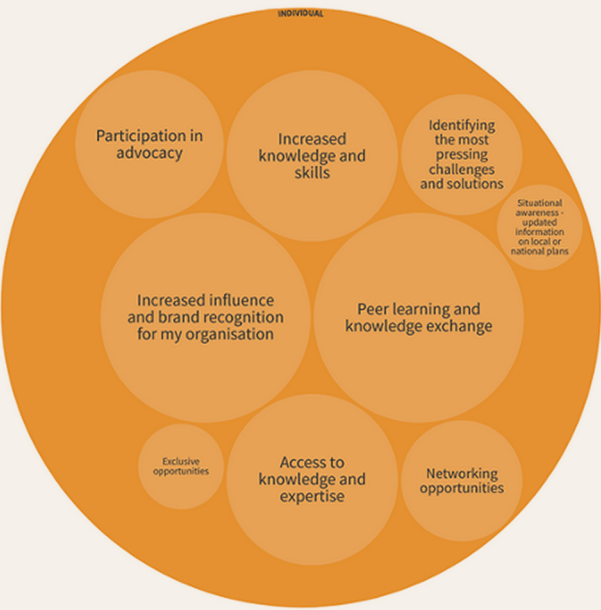 INDIVIDUAL
Participation in
advocacy
Increased
knowledge and
skills
Identifying
the most
pressing
challenges
and solutions
Situational
awareness -
updated
information
on local or
national plans
Increased influence
and brand recognition
for my organisation
Peer learning and
knowledge exchange
Exclusive
opportunities
Access to
knowledge and
expertise
Networking
opportunities